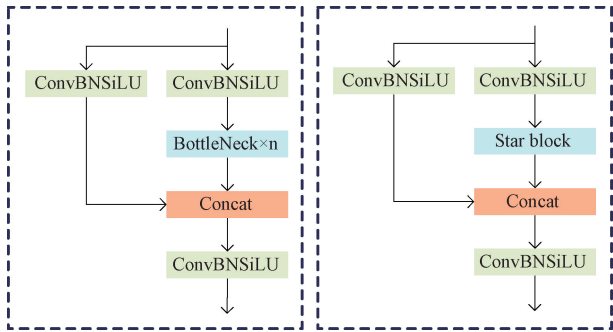 ConvBNSiLU ConvBNSiLU
BottleNeck×n
Concat
ConvBNSiLU
ConvBNSiLU ConvBNSiLU
Star block
Concat
ConvBNSiLU